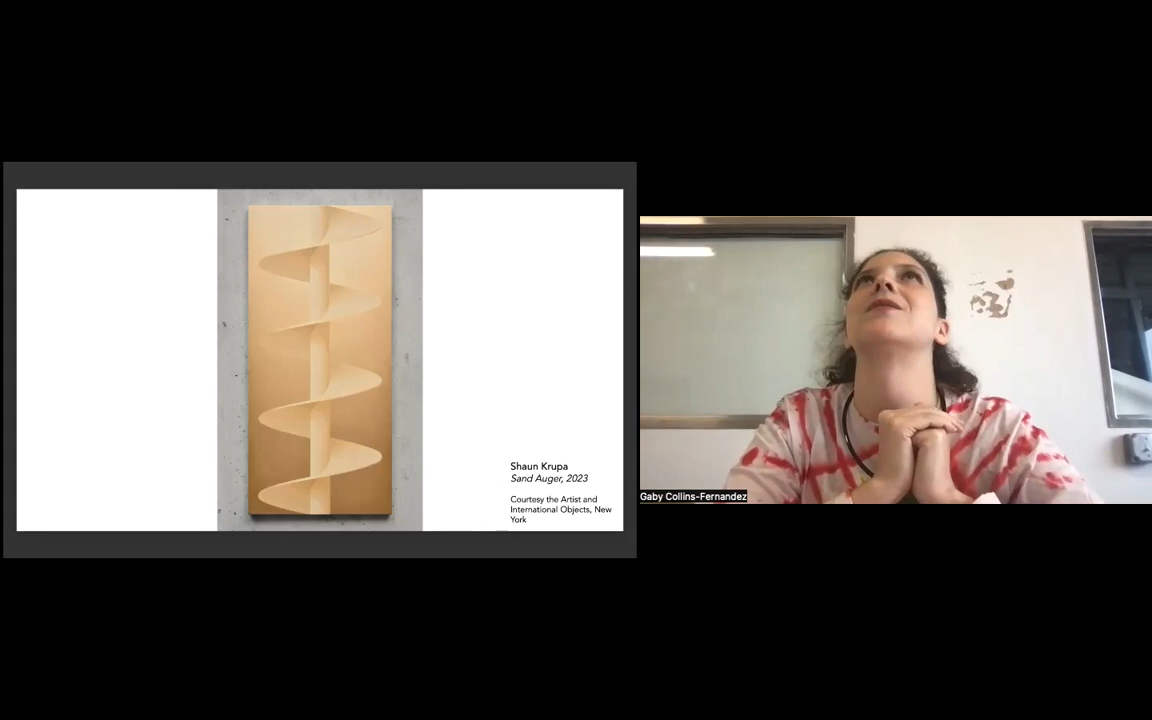 Shaun Krupa
Sand Auger, 2023
Courtesy the Artist and
International Objects, New
York
Gaby Collins-Fernandez